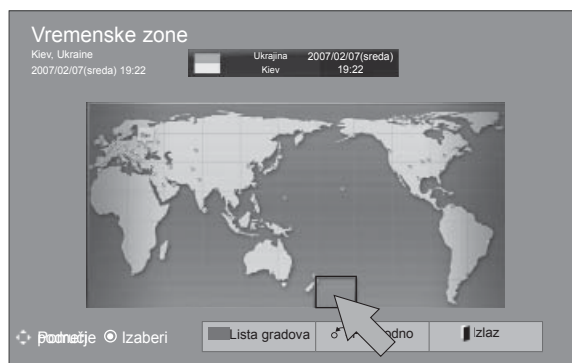 Vremenske zone
Kiev, Ukraine
2007/02/07(sreda) 19:22
Ukrajina 2007/02/07(sreda)
Kiev 19:22
Izaberi Lista gradova Izlaz